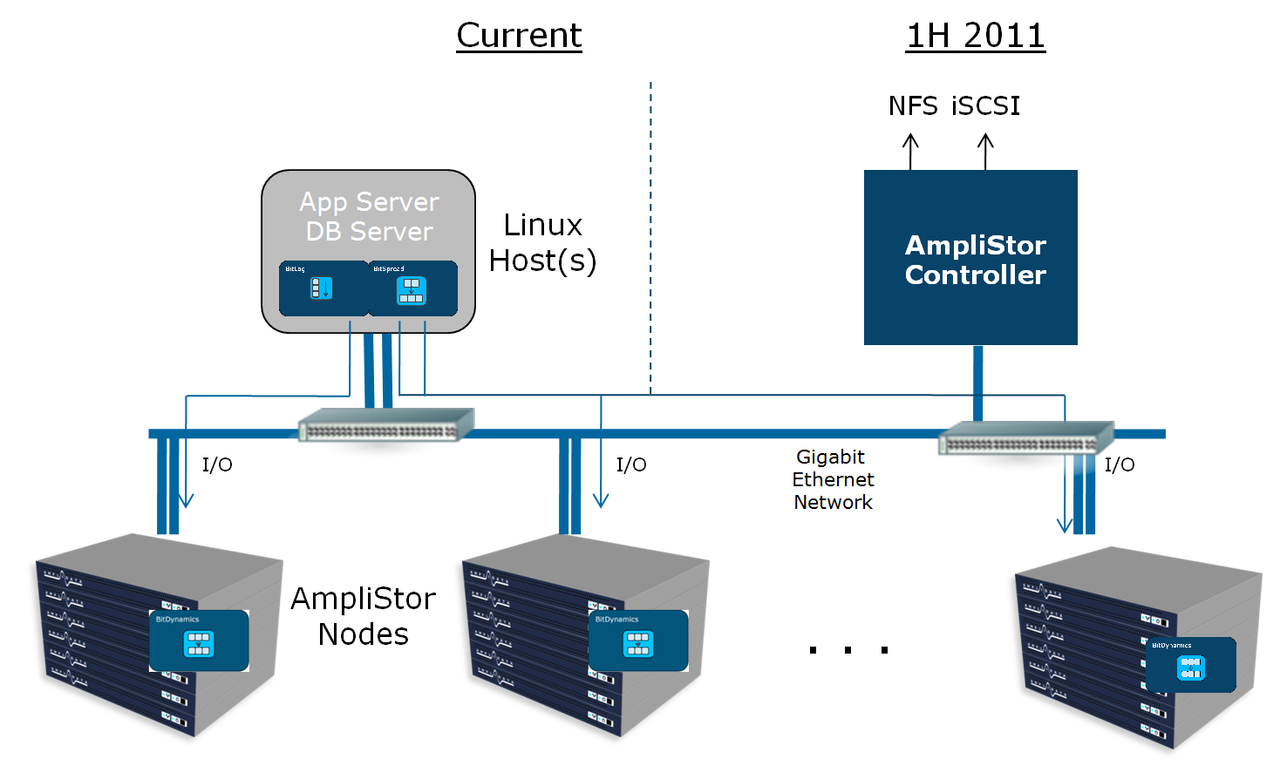 Current
1H 2011
NFS iSCSI
App Server
DB Server
BitLog
BitSpread
Linux
Host(s)
AmpliStor
Controller
I/O
I/O
Gigabit
Ethernet
Network
I/O
AmpliStor
Nodes
BitDynamics
BitDynamics
. . .
BitDynamics